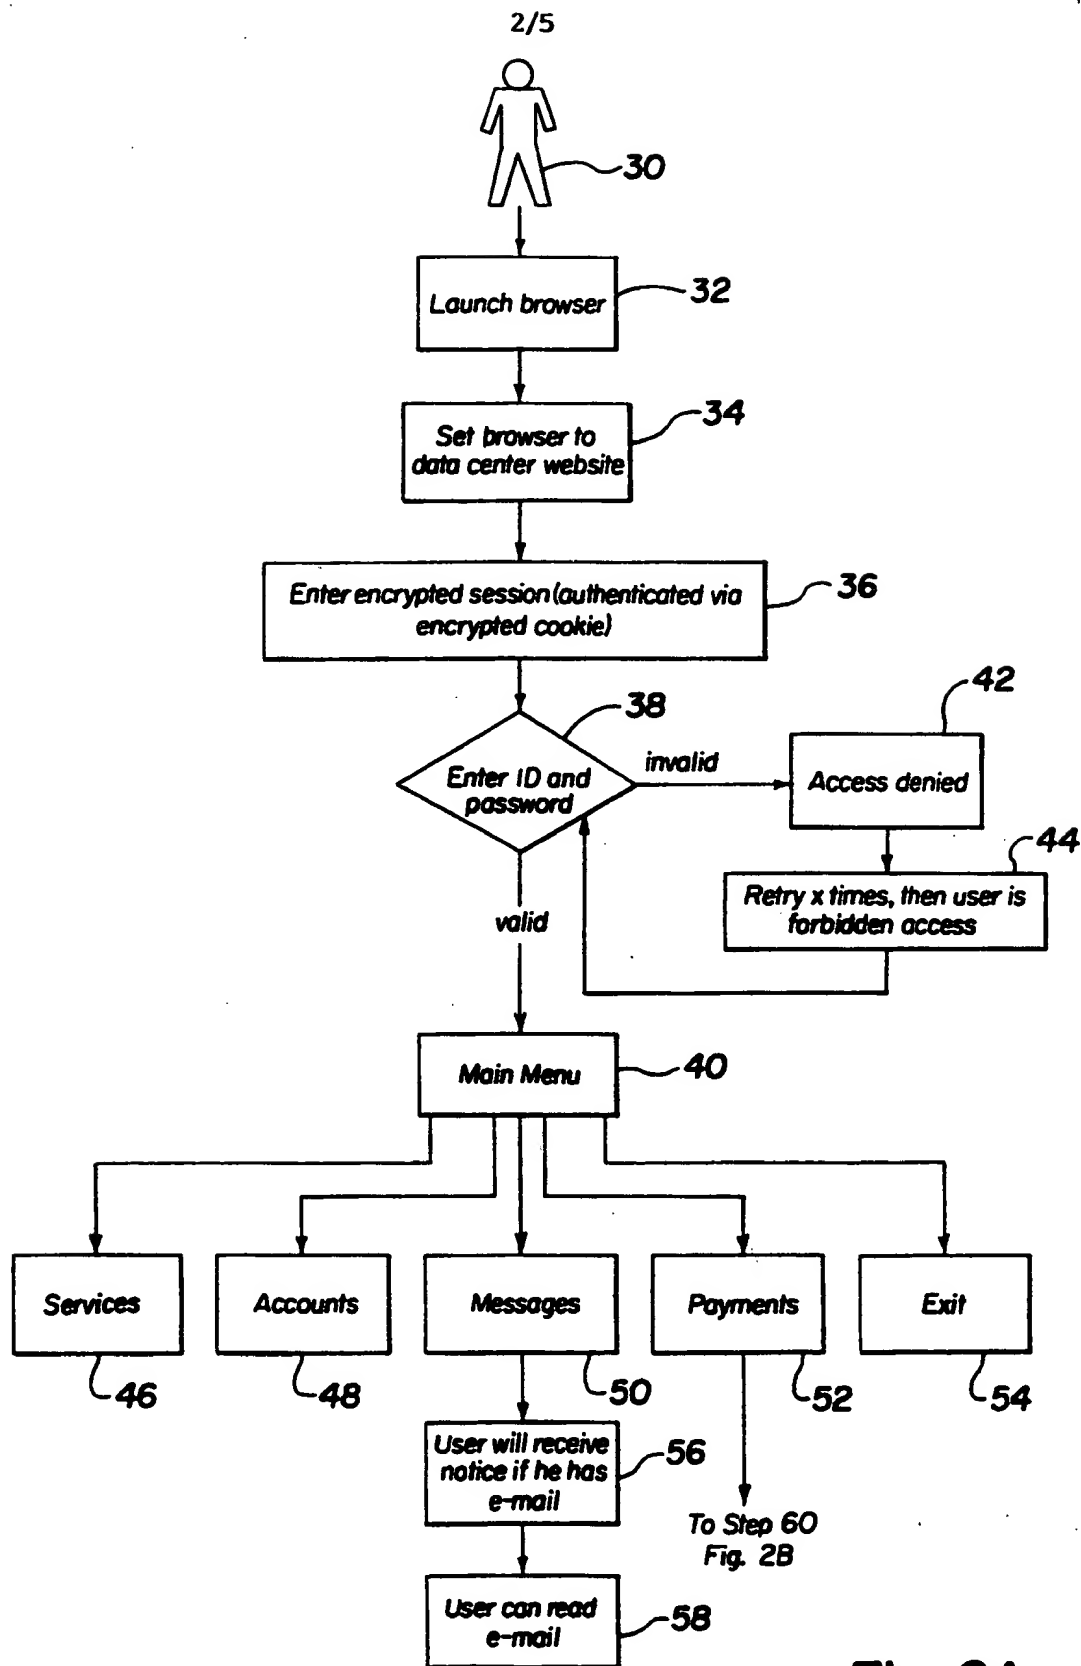 2/5
30
Launch browser
32
Set browser to
data center website
34
Enter encrypted session (authenticated via
encrypted cookie)
36
38
Enter ID and
password
invalid
42
Access denied
44
Retry x times, then user is
forbidden access
valid
Main Menu
40
Services
Accounts
Messages
Payments
Exit
46
48
50
52
54
User will receive
notice if he has
e-mail
56
To Step 60
Fig. 2B
User can read
e-mail
58